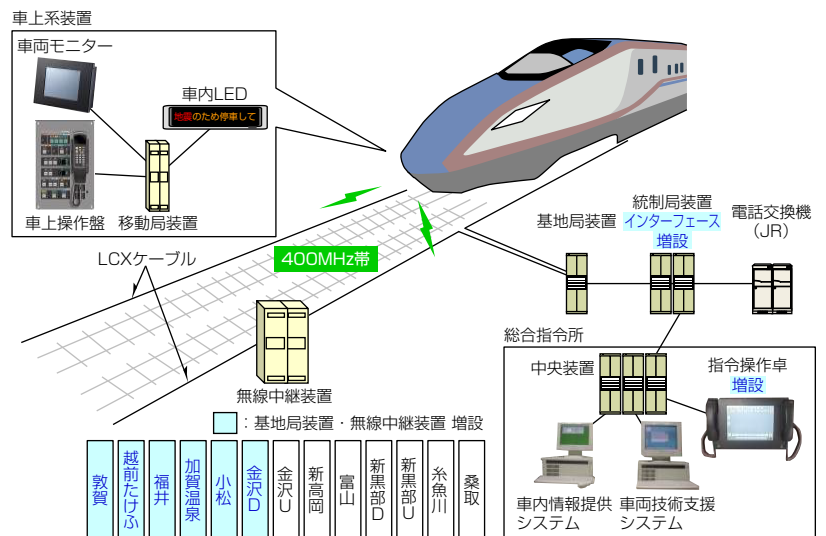 車上系装置
車両モニター
車内LED
地震のため停車して
車上操作盤
移動局装置
LCXケーブル
400MHz帯
無線中継装置
基地局装置
統制局装置
インターフェース
増設
電話交換機
（JR）
総合指令所
中央装置
指令操作卓
増設
車内情報提供
システム
車両技術支援
システム
：基地局装置・無線中継装置 増設
敦賀
越前たけふ
福井
加賀温泉
小松
金沢D
金沢U
新高岡
富山
新黒部D
新黒部U
糸魚川
桑取